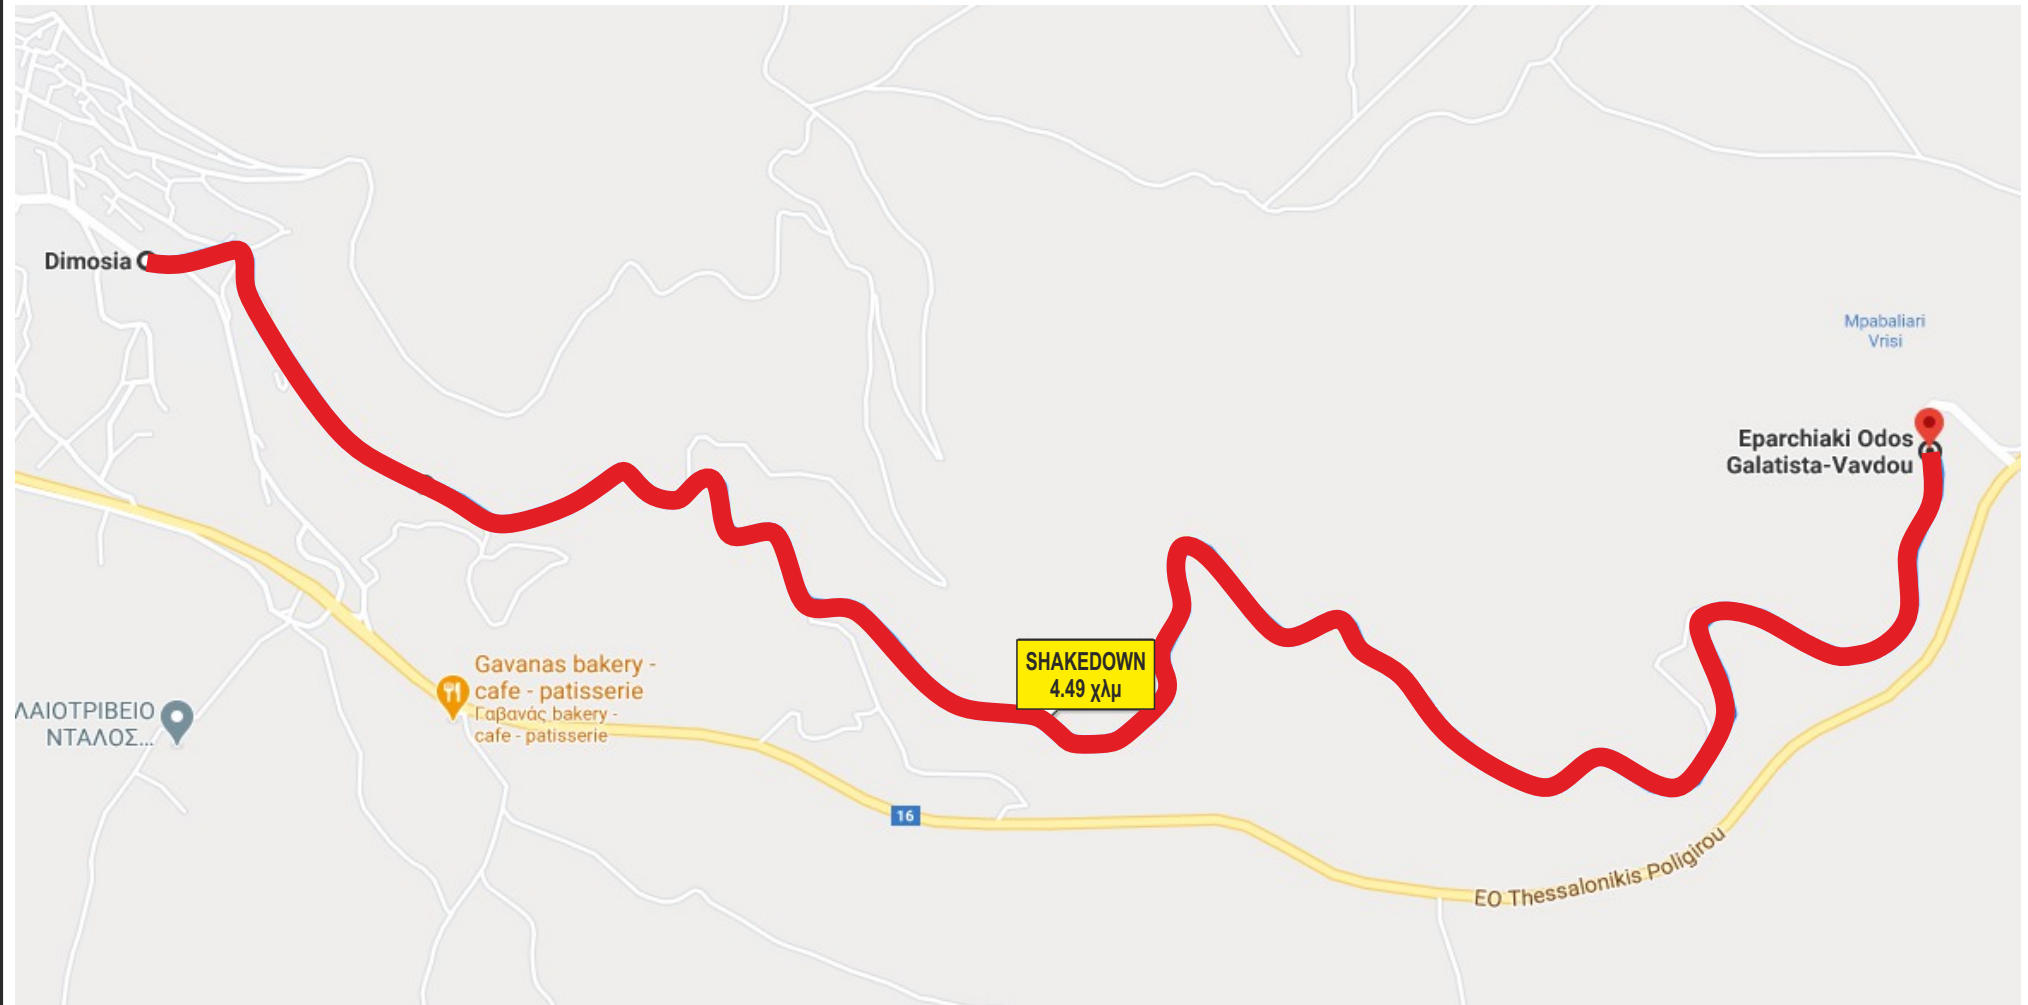 Dimosia
Mpabaliari
Vrisi
Eparchiaki Odos
Galatista-Vavdou
SHAKEDOWN
4.49 χλμ
Gavanas bakery -
cafe - patisserie
Γαβανάς bakery -
cafe - patisserie
ΛΑΙΟΤΡΙΒΕΙΟ
ΝΤΑΛΟΣ...
16
EO Thessalonikis Poligirou